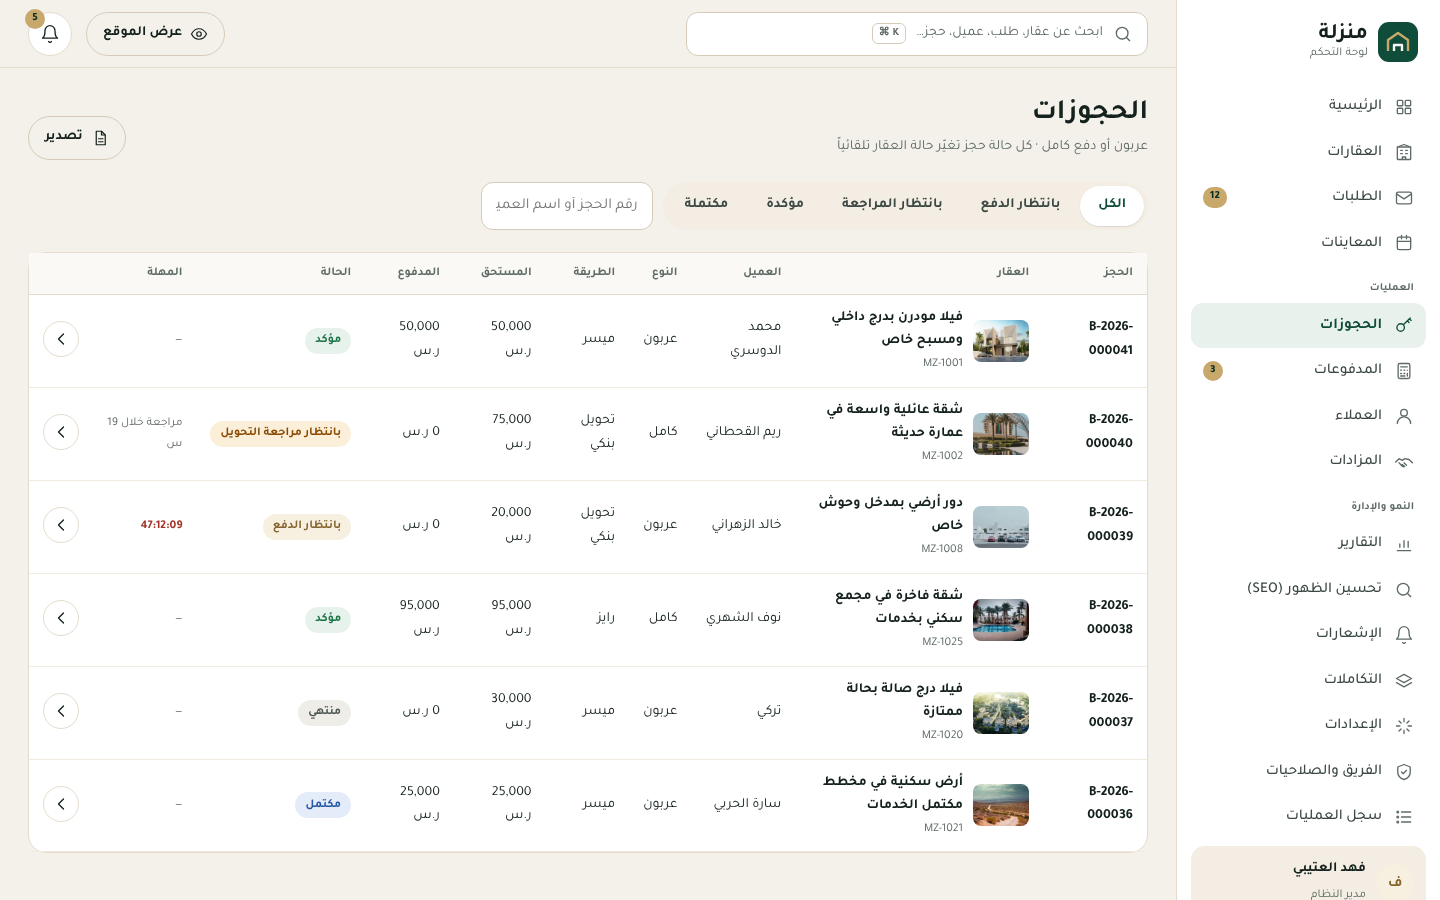 منزلة
لوحة التحكم
الرئيسية
العقارات
الطلبات
12
المعاينات
العمليات
الحجوزات
المدفوعات
3
العملاء
المزادات
النمو والإدارة
التقارير
تحسين الظهور (SEO)
الإشعارات
التكاملات
الإعدادات
الفريق والصلاحيات
سجل العمليات
ف
فهد العتيبي
مدير النظام
ابحث عن عقار، طلب، عميل، حجز...
⌘ K
عرض الموقع
5
الحجوزات
عربون أو دفع كامل · كل حالة حجز تغيّر حالة العقار تلقائياً
تصدير
الكل
بانتظار الدفع
بانتظار المراجعة
مؤكدة
مكتملة
رقم الحجز أو اسم العمي
الحجز
العقار
العميل
النوع
الطريقة
المستحق
المدفوع
الحالة
المهلة
B-2026-
000041
فيلا مودرن بدرج داخلي
ومسبح خاص
MZ-1001
محمد
الدوسري
عربون
ميسر
50,000
ر.س
50,000
ر.س
مؤكد
–
B-2026-
000040
شقة عائلية واسعة في
عمارة حديثة
MZ-1002
ريم القحطاني
كامل
تحويل
بنكي
75,000
ر.س
0 ر.س
بانتظار مراجعة التحويل
مراجعة خلال 19
س
B-2026-
000039
دور أرضي بمدخل وحوش
خاص
MZ-1008
خالد الزهراني
عربون
تحويل
بنكي
20,000
ر.س
0 ر.س
بانتظار الدفع
47:12:09
B-2026-
000038
شقة فاخرة في مجمع
سكني بخدمات
MZ-1025
نوف الشهري
كامل
رايز
95,000
ر.س
95,000
ر.س
مؤكد
–
B-2026-
000037
فيلا درج صالة بحالة
ممتازة
MZ-1020
تركي
عربون
ميسر
30,000
ر.س
0 ر.س
منتهي
–
B-2026-
000036
أرض سكنية في مخطط
مكتمل الخدمات
MZ-1021
سارة الحربي
عربون
ميسر
25,000
ر.س
25,000
ر.س
مكتمل
–